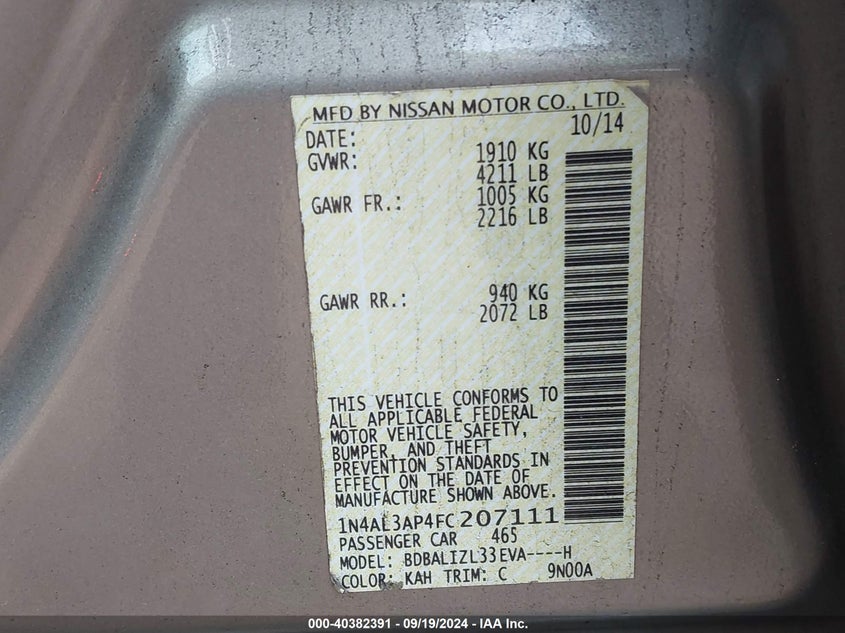 MFD BY NISSAN MOTOR CO., LTD.
DATE: 10/14
GVWR: 1910 KG
4211 LB
GAWR FR.: 1005 KG
2216 LB
GAWR RR.: 940 KG
2072 LB
THIS VEHICLE CONFORMS TO
ALL APPLICABLE FEDERAL
MOTOR VEHICLE SAFETY,
BUMPER, AND THEFT
PREVENTION STANDARDS IN
EFFECT ON THE DATE OF
MANUFACTURE SHOWN ABOVE.
1N4AL3AP4FC207111
PASSENGER CAR 465
MODEL: BDBALIZL33EVA----H
COLOR: KAH TRIM: C 9N00A
000-40382391 - 09/19/2024 - IAA Inc.